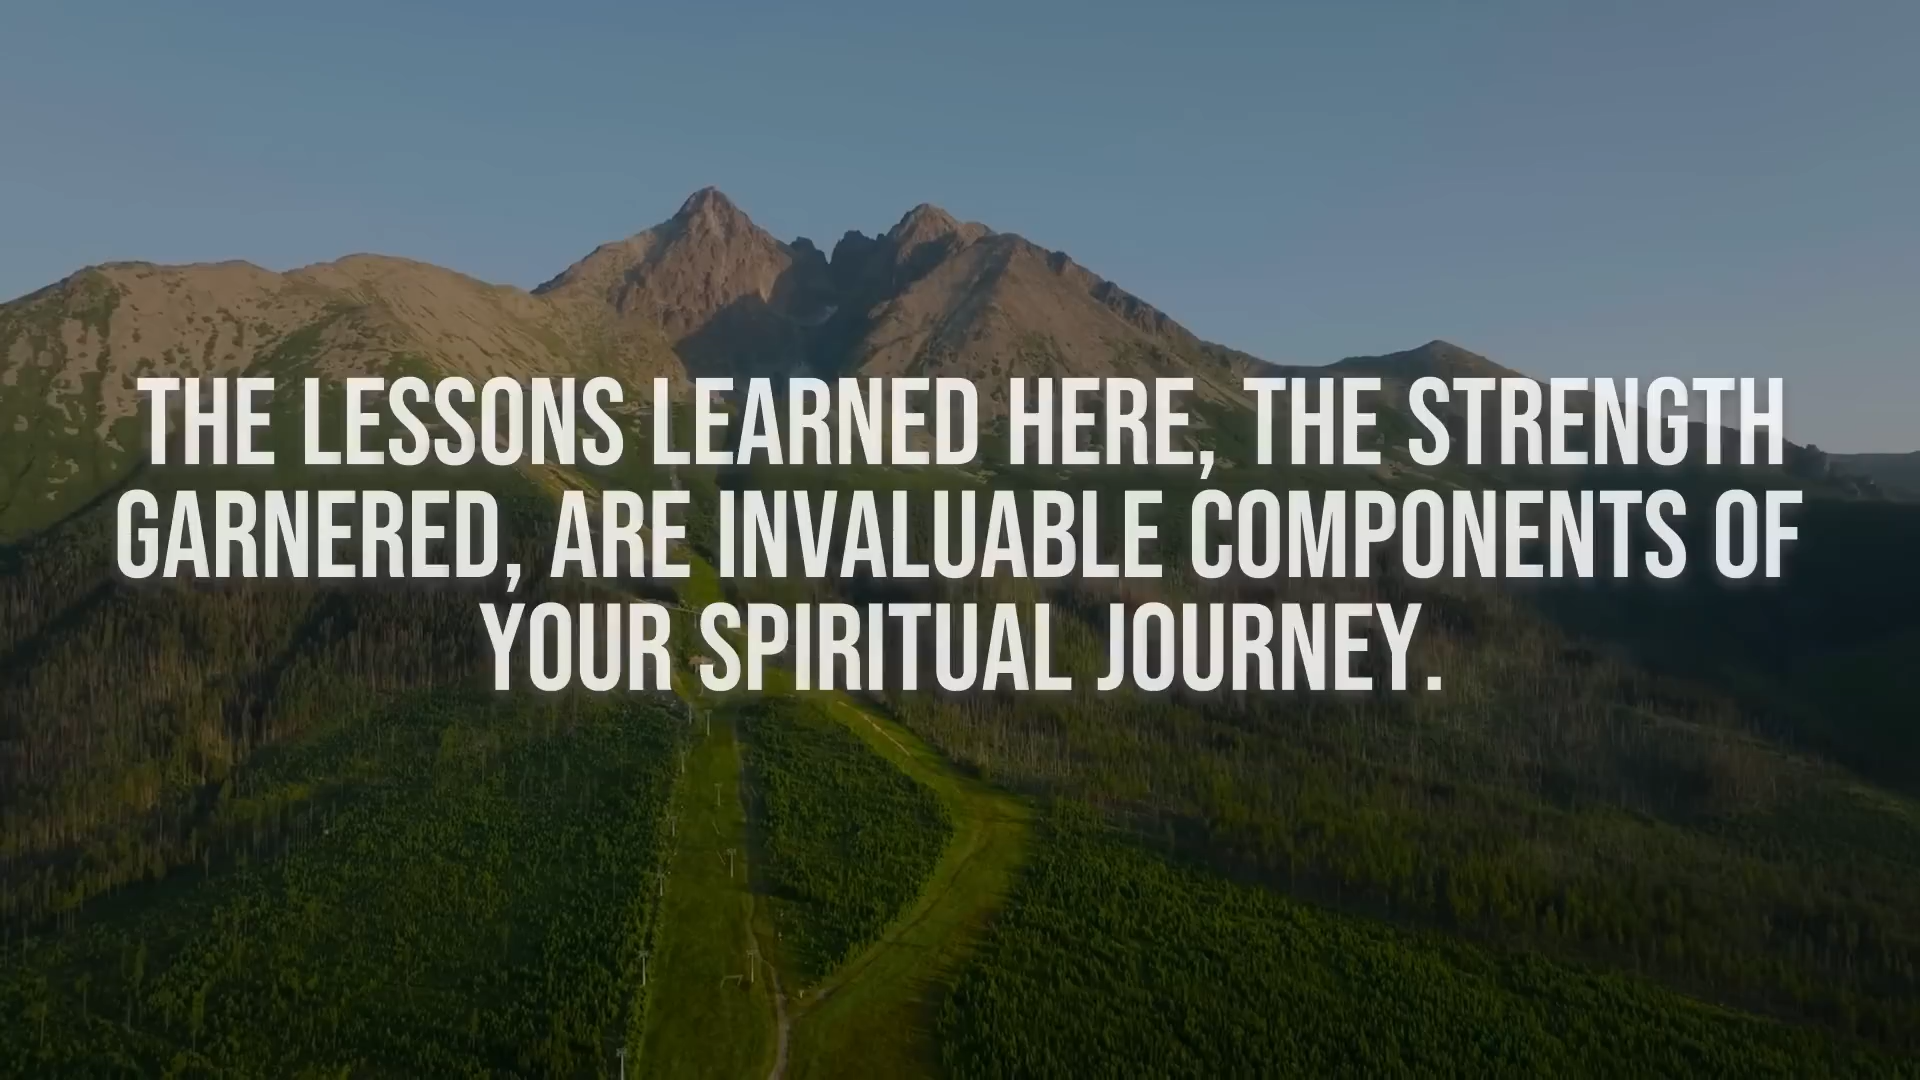 THE LESSONS LEARNED HERE, THE STRENGTH
GARNERED, ARE INVALUABLE COMPONENTS OF
YOUR SPIRITUAL JOURNEY.